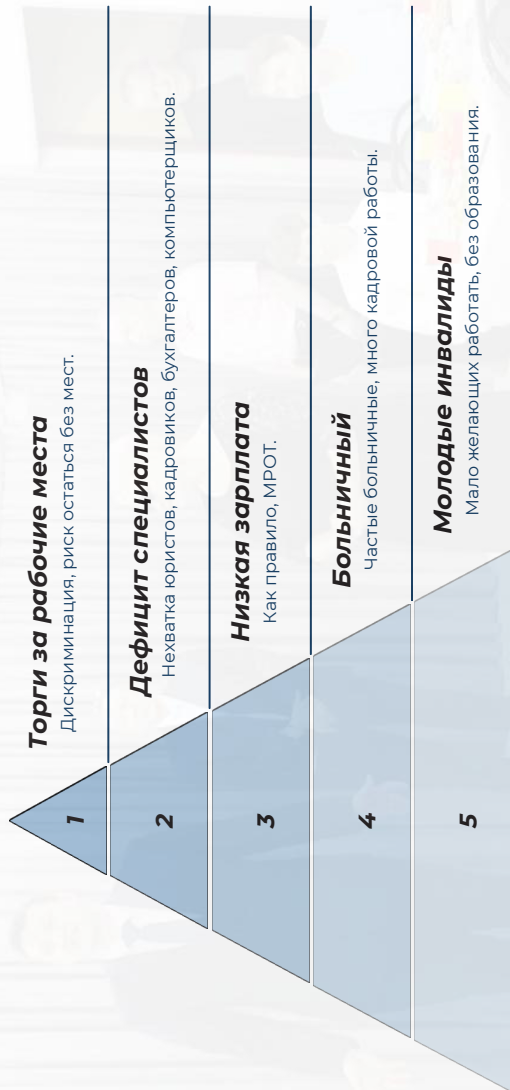 1
Торги за рабочие места
Дискриминация, риск остаться без мест.
2
Дефицит специалистов
Нехватка юристов, кадровиков, бухгалтеров, компьютерщиков.
3
Низкая зарплата
Как правило, МРОТ.
4
Больничный
Частые больничные, много кадровой работы.
5
Молодые инвалиды
Мало желающих работать, без образования.